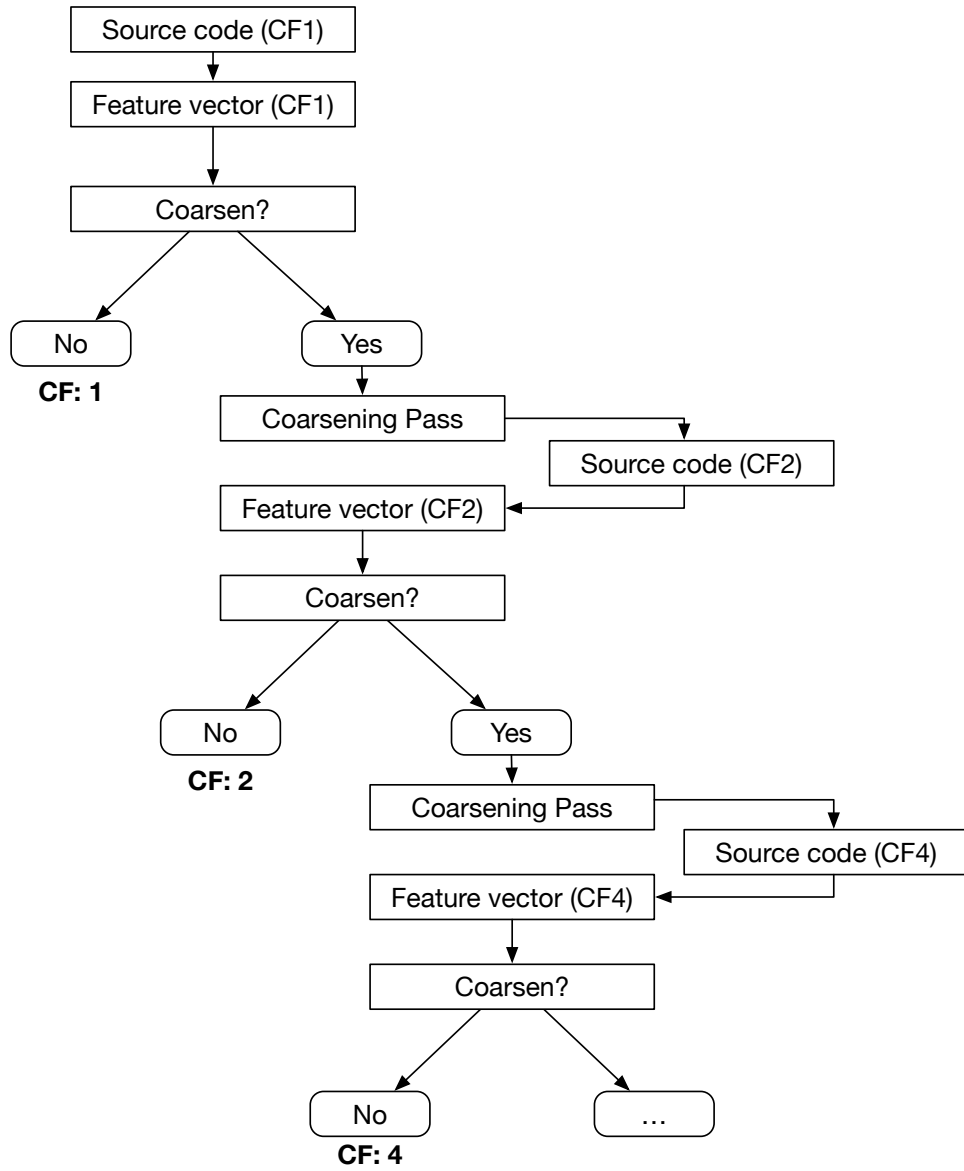 Source code (CF1)
Feature vector (CF1)
Coarsen?
No
Yes
CF: 1
Coarsening Pass
Source code (CF2)
Feature vector (CF2)
Coarsen?
No
Yes
CF: 2
Coarsening Pass
Source code (CF4)
Feature vector (CF4)
Coarsen?
No
...
CF: 4